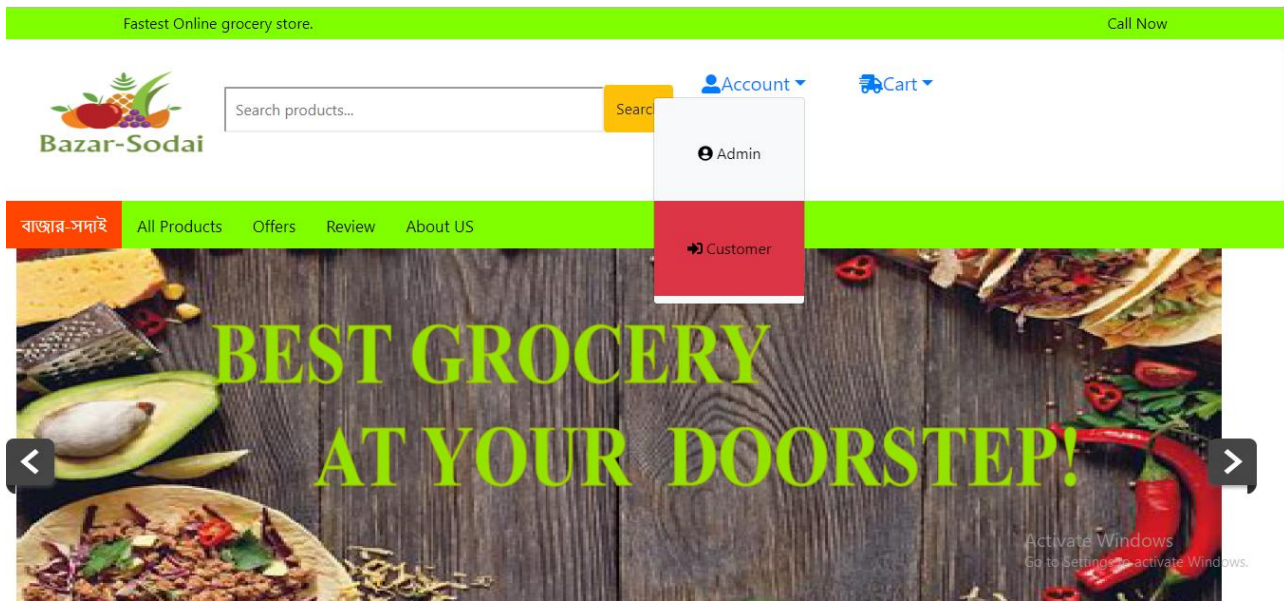 Fastest Online grocery store. Call Now
Bazar-Sodai
Search products...
Search
Account
Cart
Admin
Customer
বাজার-সদাই All Products Offers Review About US
BEST GROCERY
AT YOUR DOORSTEP!
Activate Windows
Go to Settings to activate Windows.